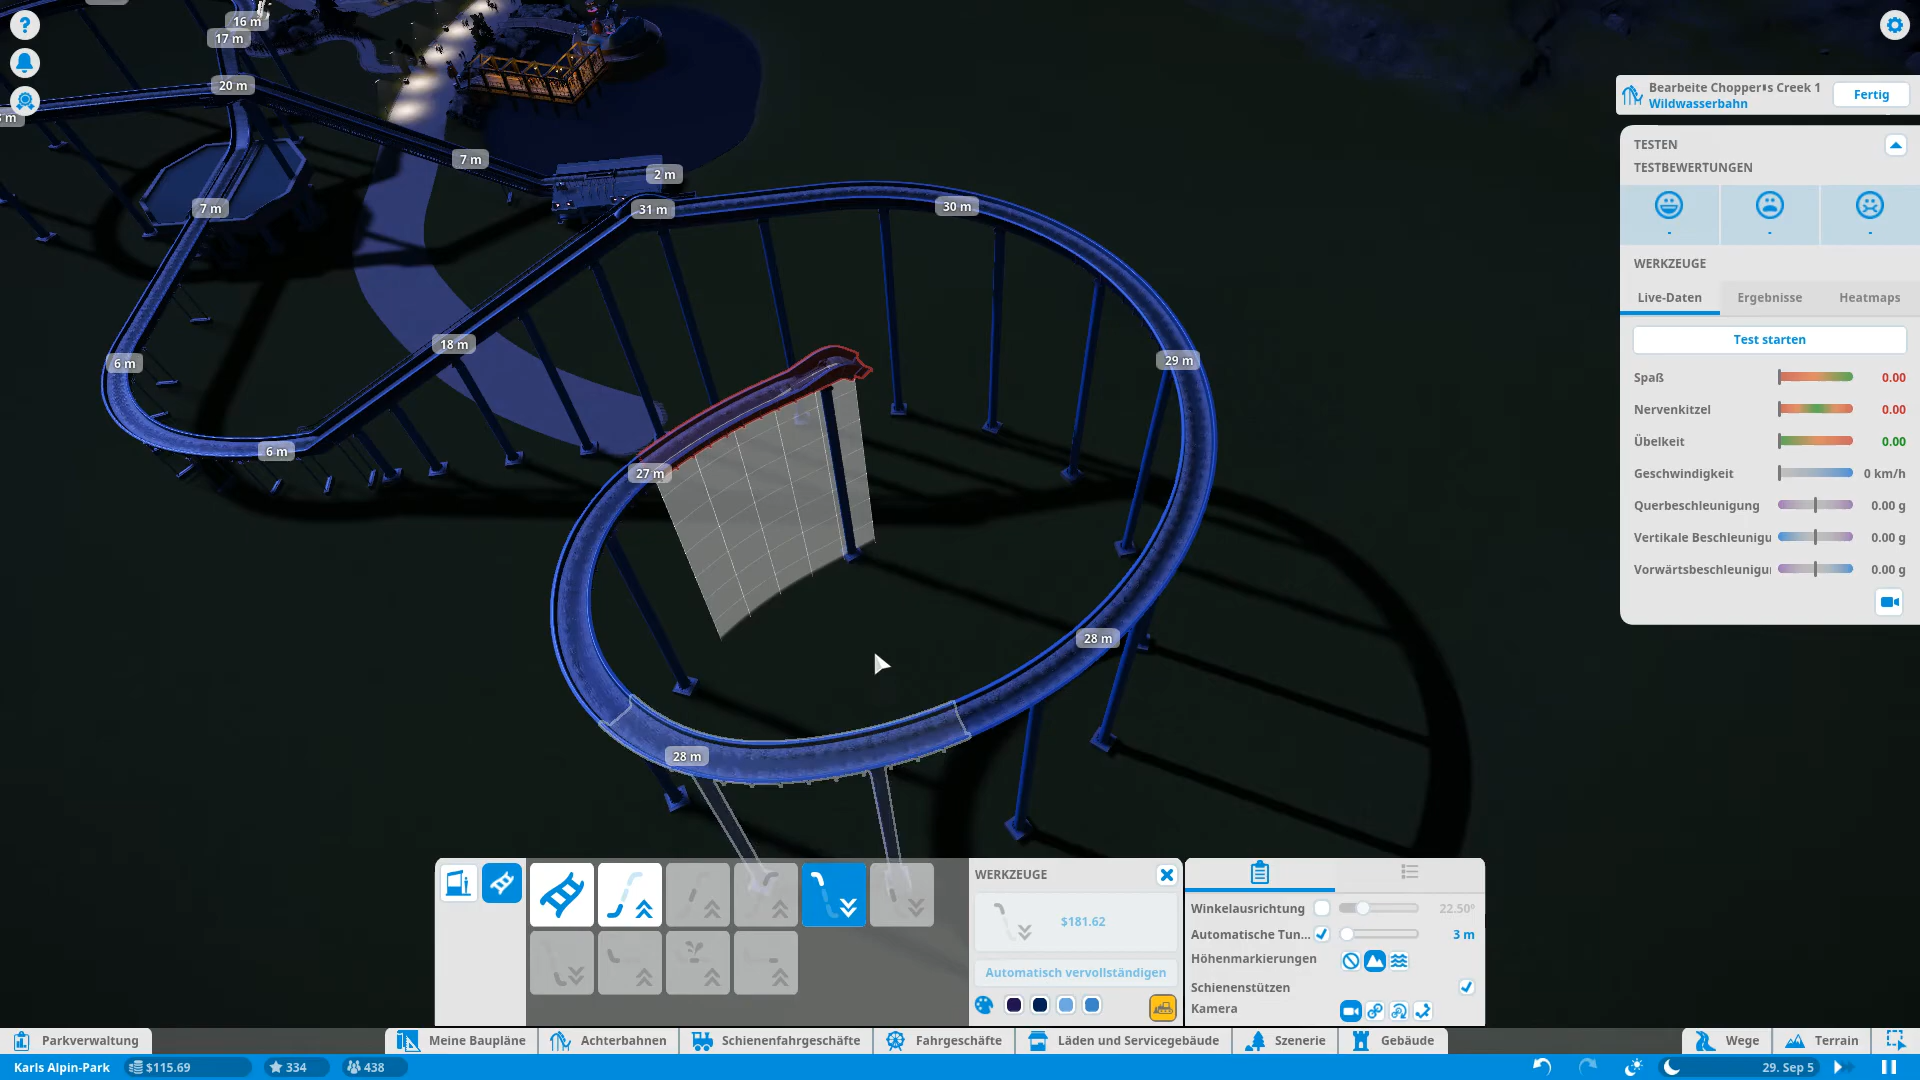 16 m
17 m
20 m
7 m
2 m
7 m
31 m
30 m
18 m
29 m
6 m
6 m
27 m
28 m
28 m
Bearbeite Chopper's Creek 1
Wildwasserbahn
Fertig
TESTEN
TESTBEWERTUNGEN
- - -
WERKZEUGE
Live-Daten Ergebnisse Heatmaps
Test starten
Spaß 0.00
Nervenkitzel 0.00
Übelkeit 0.00
Geschwindigkeit 0 km/h
Querbeschleunigung 0.00 g
Vertikale Beschleunigu 0.00 g
Vorwärtsbeschleunigu 0.00 g
WERKZEUGE
$181.62
Automatisch vervollständigen
Winkelausrichtung 22.50°
Automatische Tun... 3 m
Höhenmarkierungen
Schienenstützen
Kamera
Parkverwaltung Meine Baupläne Achterbahnen Schienenfahrgeschäfte Fahrgeschäfte Läden und Servicegebäude Szenerie Gebäude Wege Terrain
Karls Alpin-Park $115.69 334 438 29. Sep 5